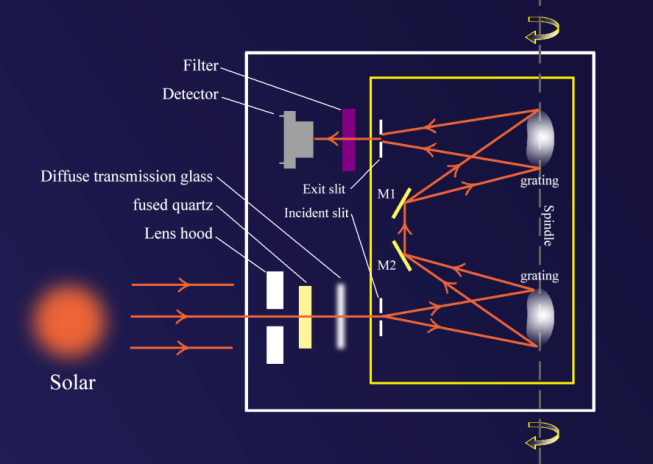 Filter
Detector
Diffuse transmission glass
fused quartz
Lens hood
Exit slit
Incident slit
M1
M2
grating
Spindle
grating
Solar